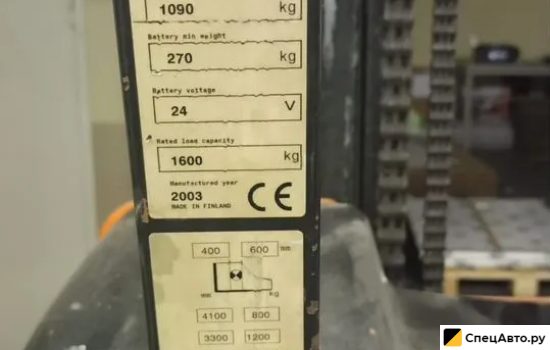 1090 kg
Battery min weight
270 kg
Battery voltage
24 V
Rated load capacity
1600 kg
Manufactured year
2003
MADE IN FINLAND
CE
400 600 mm
mm kg
4100 800
3300 1200
СпецАвто.ру